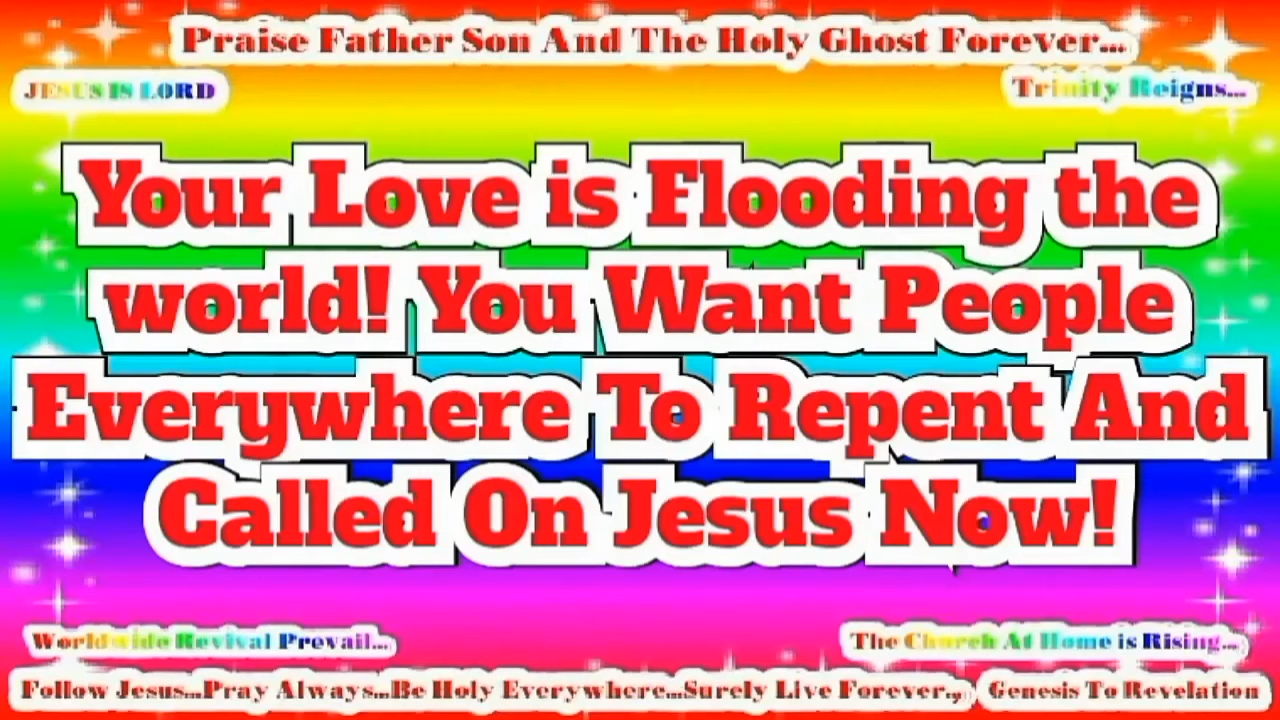 Praise Father Son And The Holy Ghost Forever...
JESUS IS LORD
Trinity Reigns...
Your Love is Flooding the
world! You Want People
Everywhere To Repent And
Called On Jesus Now!
Worldwide Revival Prevail...
The Church At Home is Rising...
Follow Jesus...Pray Always...Be Holy Everywhere...Surely Live Forever...
Genesis To Revelation